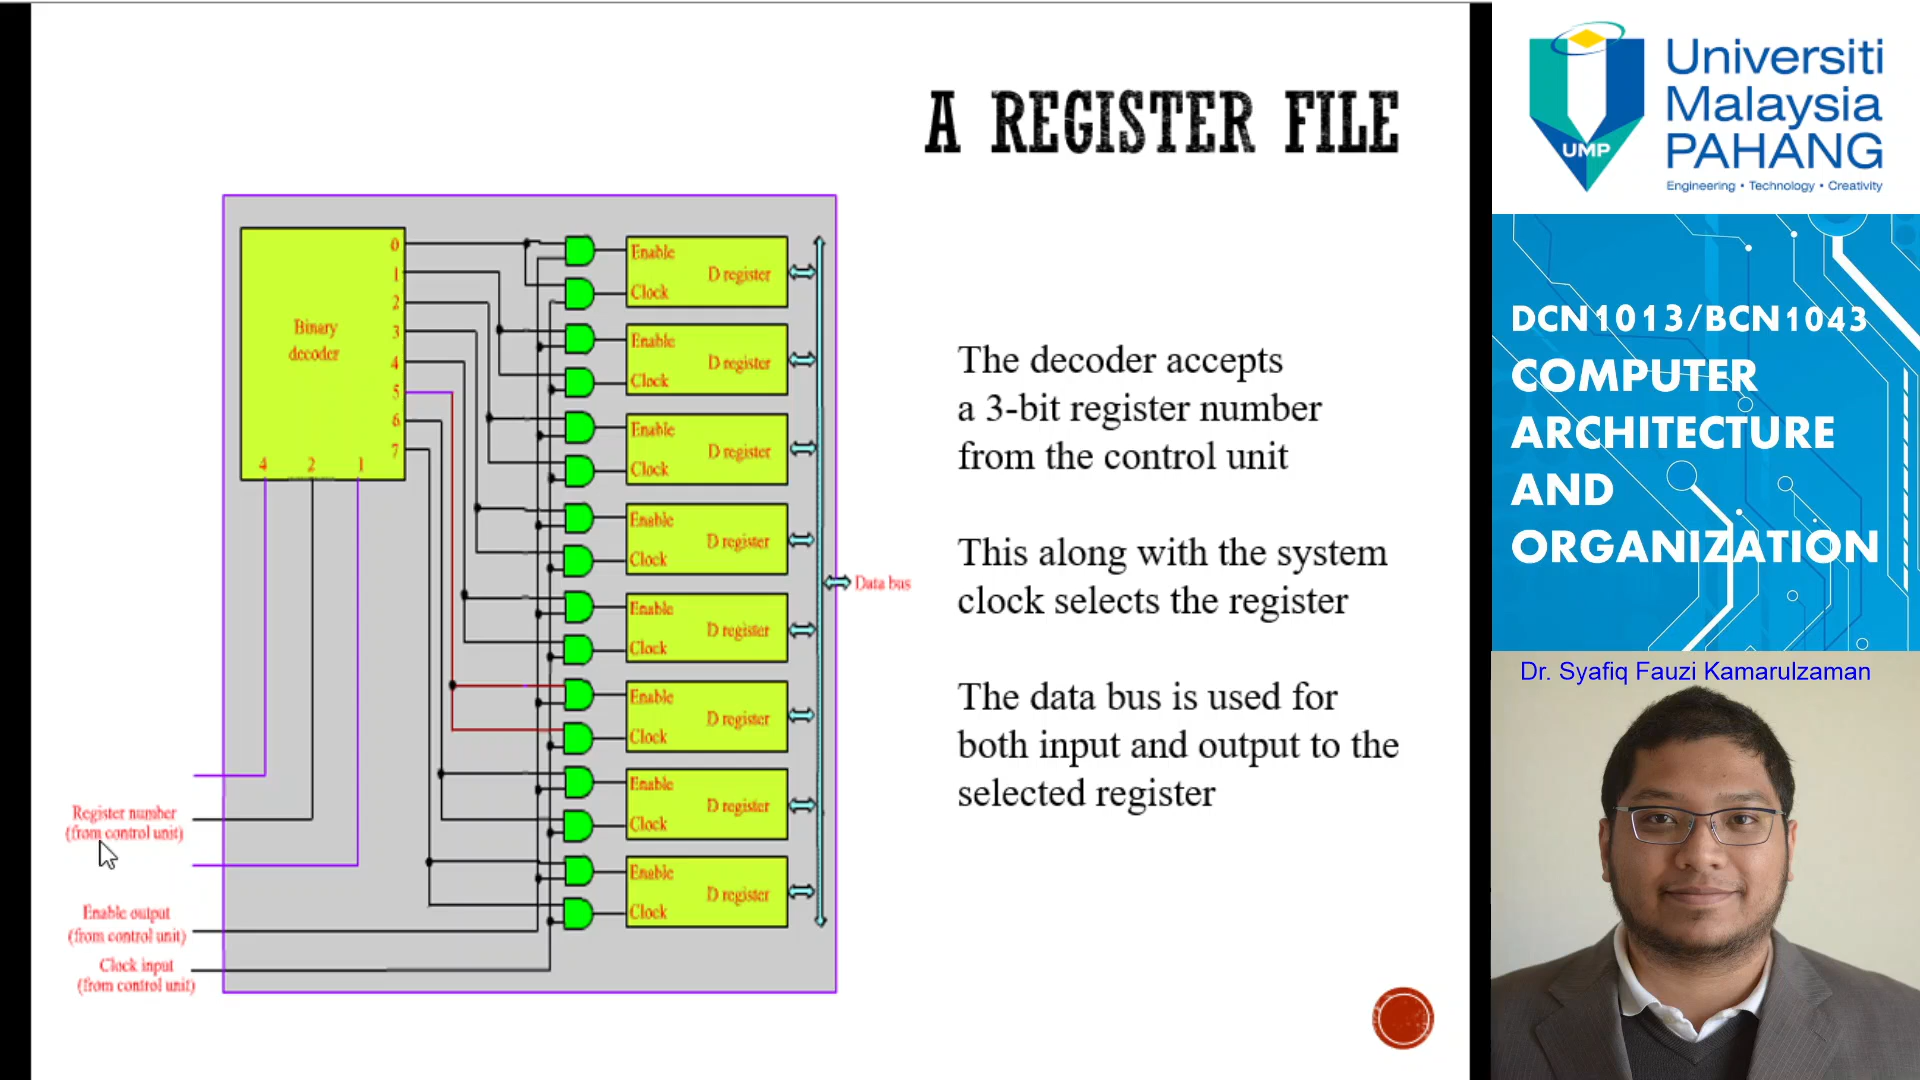 A REGISTER FILE
Binary
decoder
0
1
2
3
4
5
6
7
4 2 1
Enable
D register
Clock
Enable
D register
Clock
Enable
D register
Clock
Enable
D register
Clock
Enable
D register
Clock
Enable
D register
Clock
Enable
D register
Clock
Enable
D register
Clock
Data bus
Register number
(from control unit)
Enable output
(from control unit)
Clock input
(from control unit)
The decoder accepts
a 3-bit register number
from the control unit
This along with the system
clock selects the register
The data bus is used for
both input and output to the
selected register
UMP
Universiti
Malaysia
PAHANG
Engineering • Technology • Creativity
DCN1013/BCN1043
COMPUTER
ARCHITECTURE
AND
ORGANIZATION
Dr. Syafiq Fauzi Kamarulzaman